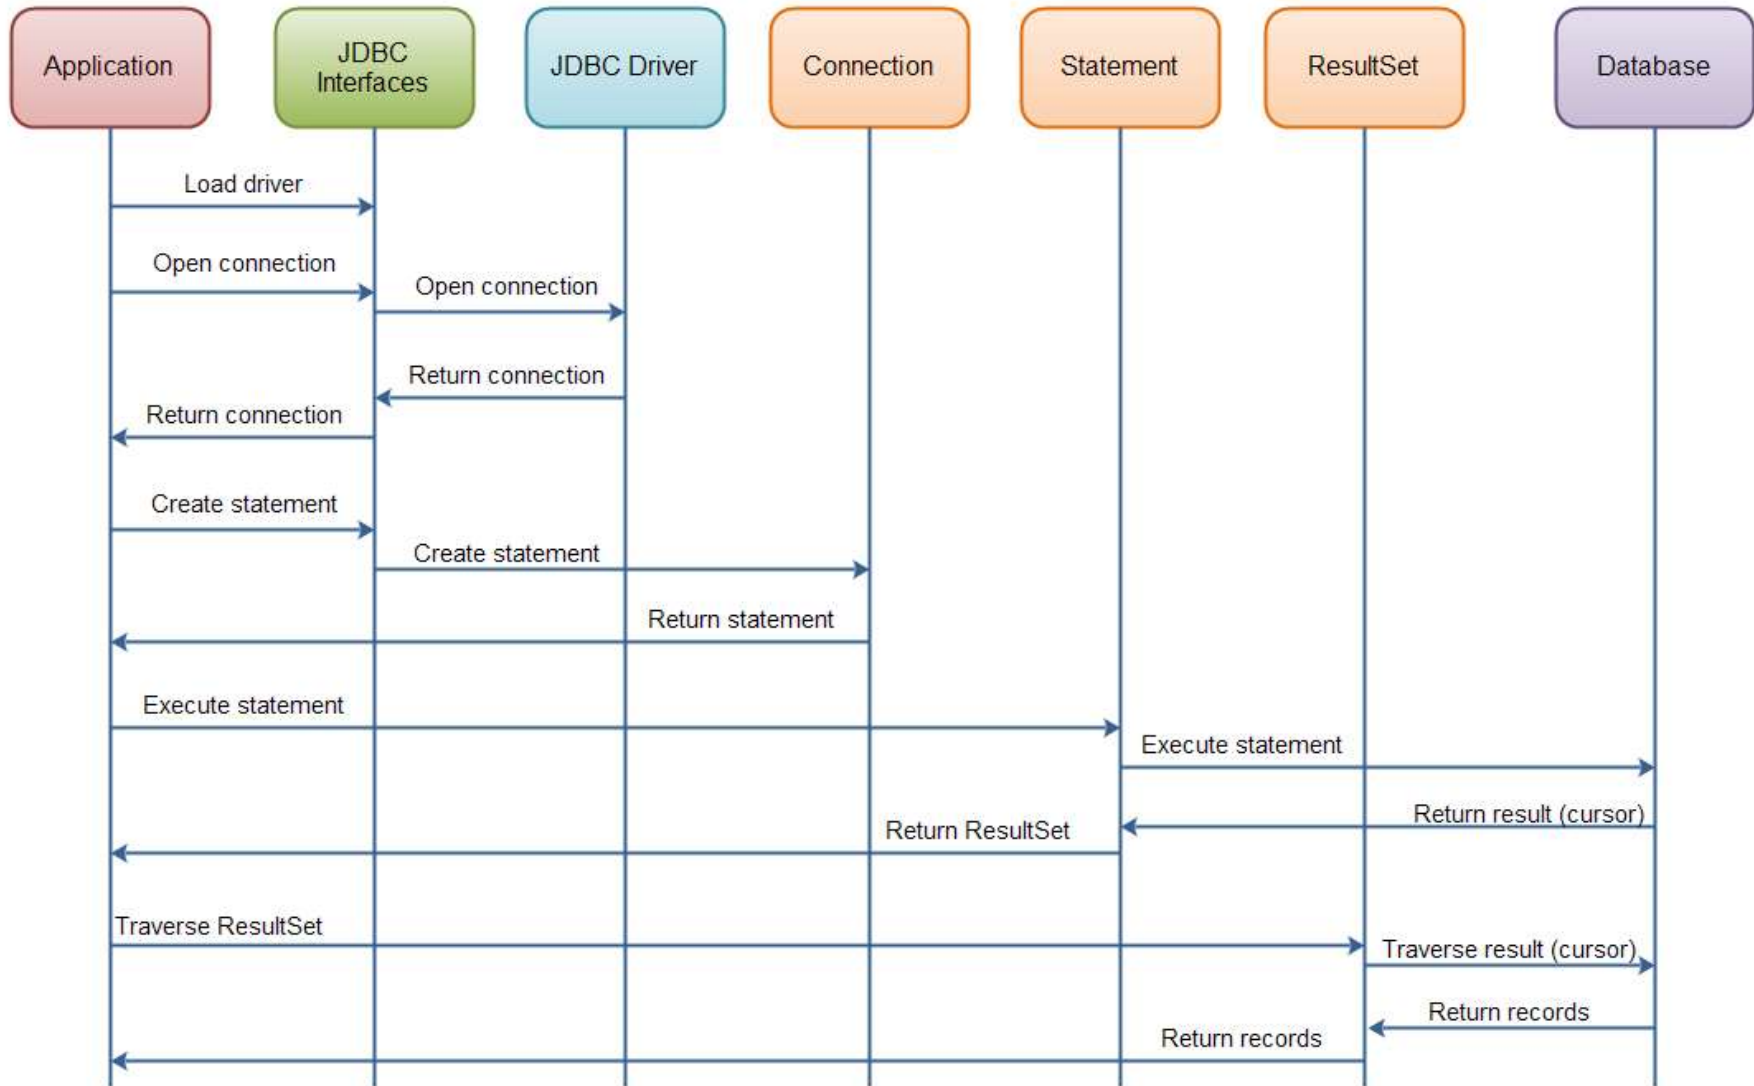 Application
JDBC
Interfaces
JDBC Driver
Connection
Statement
ResultSet
Database
Load driver
Open connection
Open connection
Return connection
Return connection
Create statement
Create statement
Return statement
Execute statement
Execute statement
Return result (cursor)
Return ResultSet
Traverse ResultSet
Traverse result (cursor)
Return records
Return records